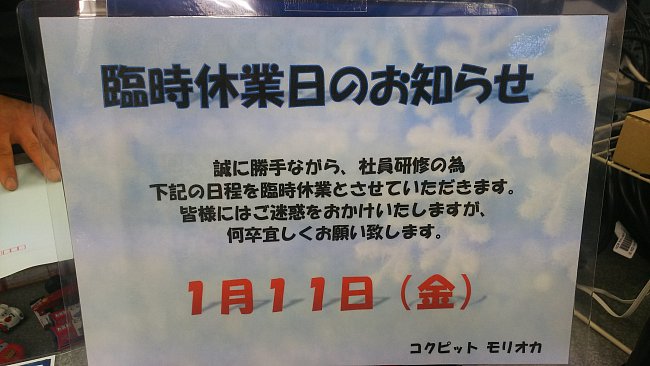 臨時休業日のお知らせ
誠に勝手ながら、社員研修の為
下記の日程を臨時休業とさせていただきます。
皆様にはご迷惑をおかけいたしますが、
何卒宜しくお願い致します。
1月11日（金）
コクピット モリオカ